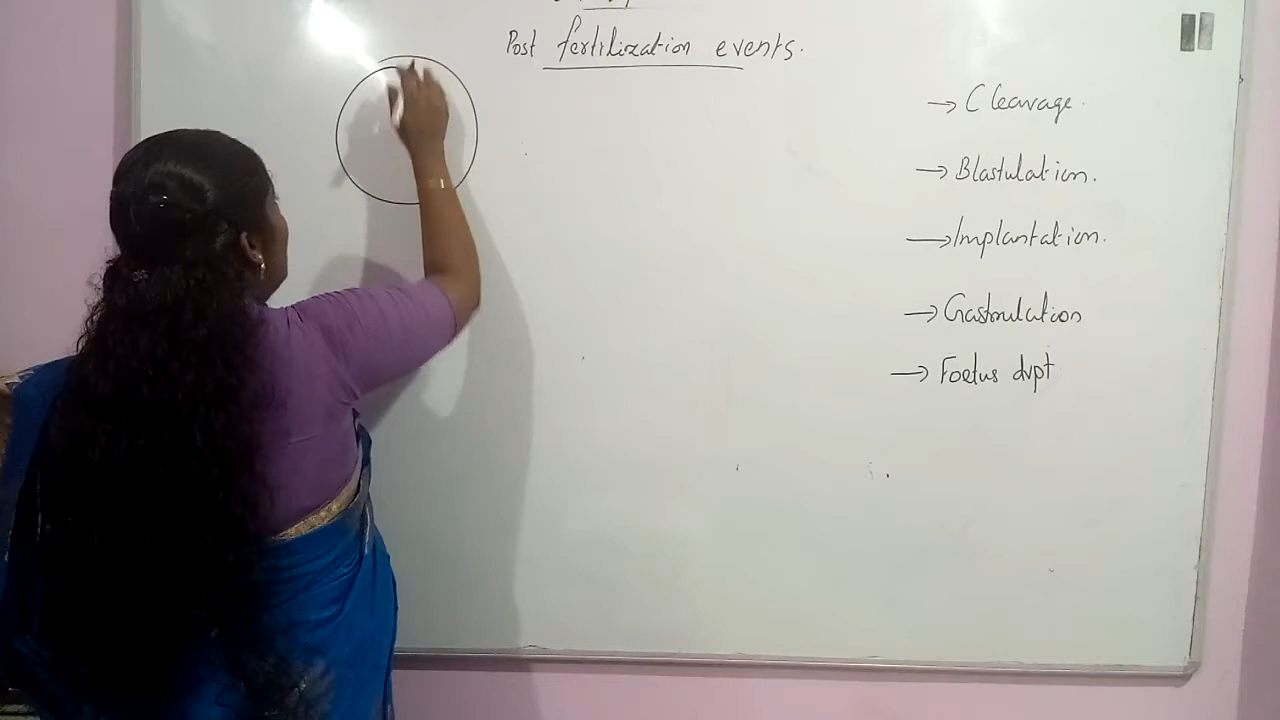 Post fertilization events.
→ Cleavage.
→ Blastulation.
→ Implantation.
→ Gastrulation
→ Foetus dvpt